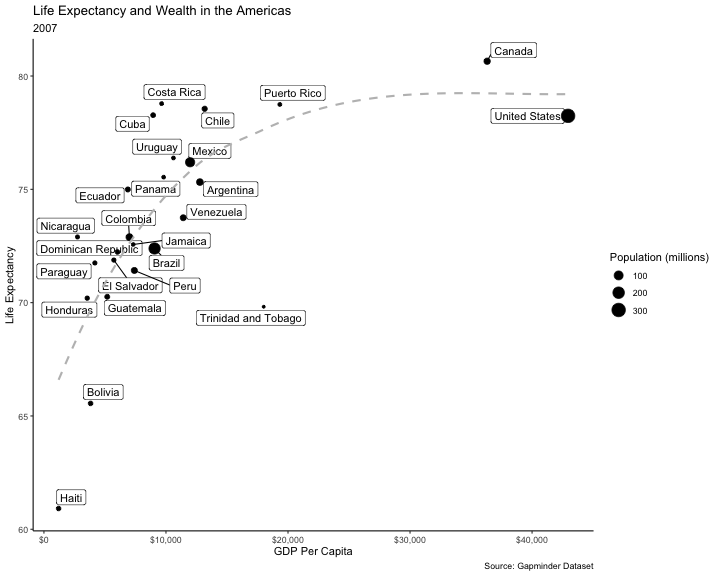 Life Expectancy and Wealth in the Americas
2007
Life Expectancy
80
75
70
65
60
Canada
Costa Rica
Puerto Rico
Cuba
Chile
United States
Uruguay
Mexico
Ecuador
Panama
Argentina
Colombia
Venezuela
Nicaragua
Dominican Republic
Jamaica
Paraguay
Brazil
El Salvador
Peru
Honduras
Guatemala
Trinidad and Tobago
Bolivia
Haiti
$0
$10,000
$20,000
$30,000
$40,000
GDP Per Capita
Population (millions)
100
200
300
Source: Gapminder Dataset